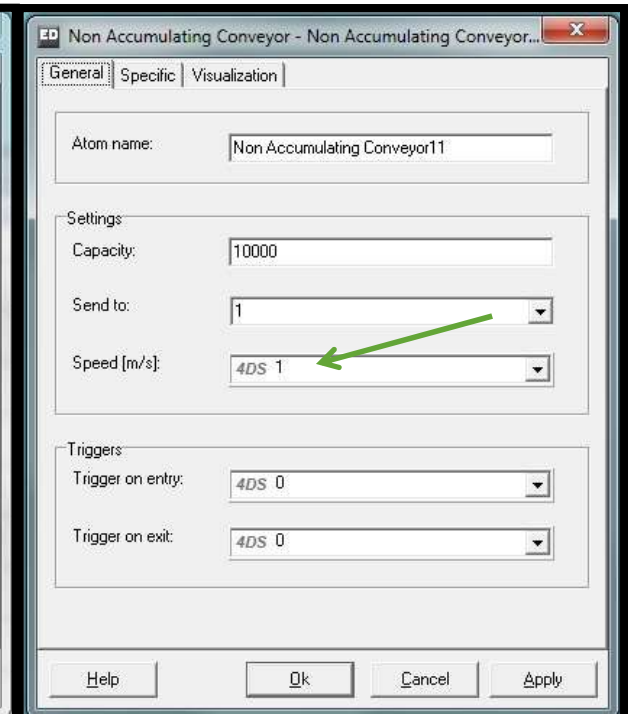 ED Non Accumulating Conveyor - Non Accumulating Conveyor... X
General Specific Visualization
Atom name: Non Accumulating Conveyor11
Settings
Capacity: 10000
Send to: 1
Speed [m/s]: 4DS 1
Triggers
Trigger on entry: 4DS 0
Trigger on exit: 4DS 0
Help Ok Cancel Apply